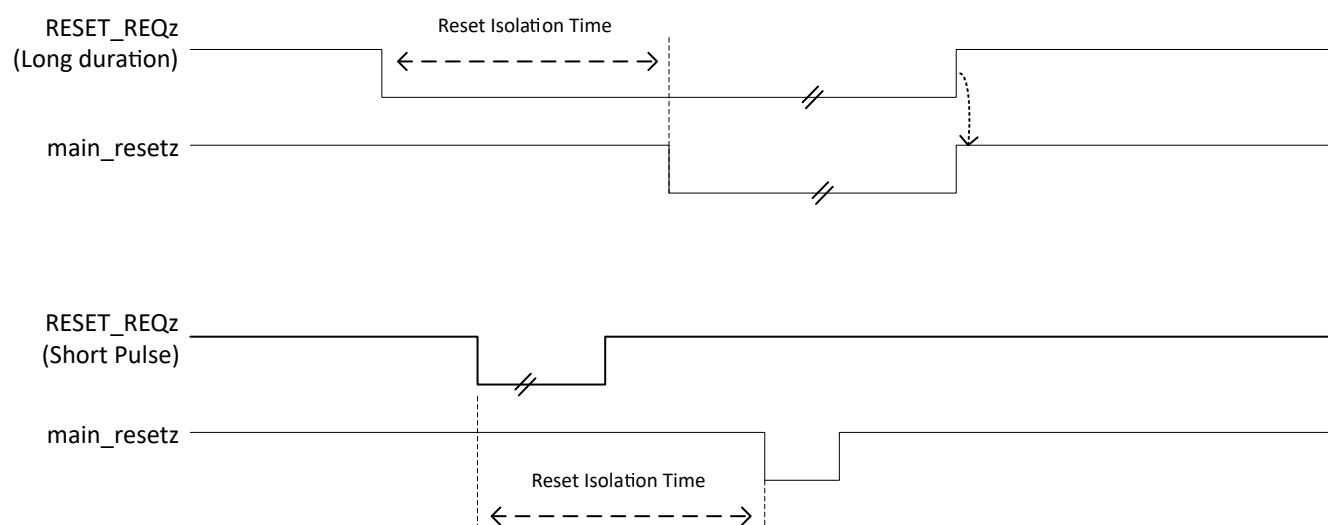 RESET_REQz
(Long duration)
Reset Isolation Time
main_resetz
RESET_REQz
(Short Pulse)
main_resetz
Reset Isolation Time